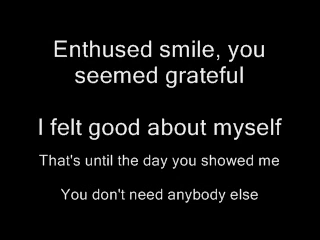 Enthused smile, you
seemed grateful
I felt good about myself
That's until the day you showed me
You don't need anybody else